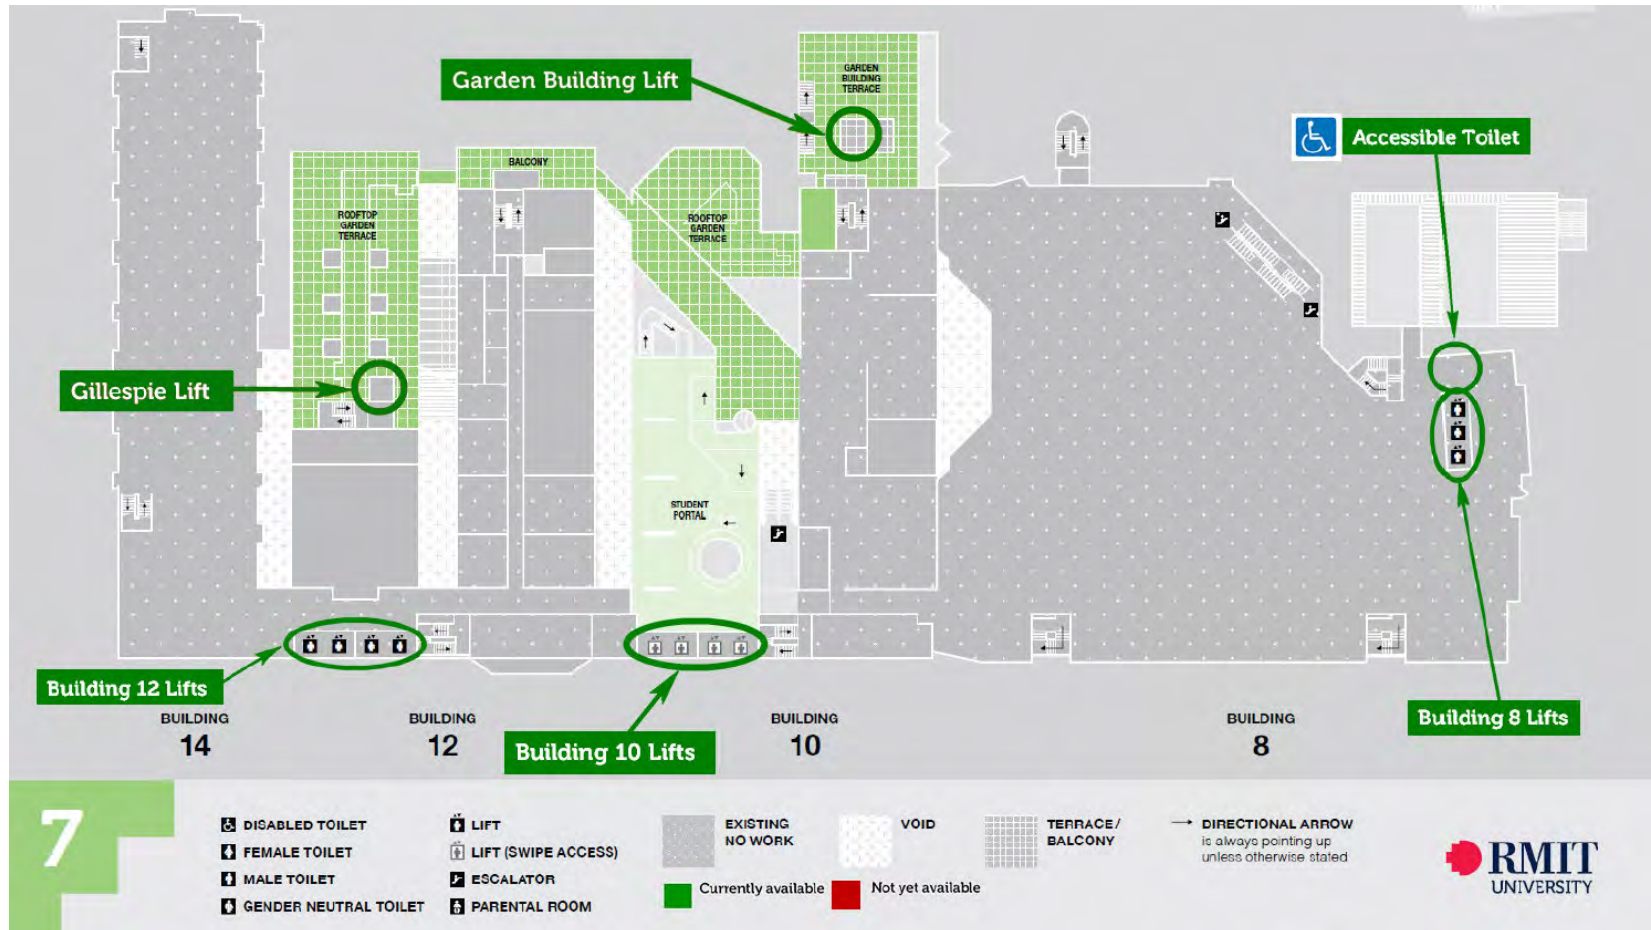 Garden Building Lift
GARDEN
BUILDING
TERRACE
Accessible Toilet
BALCONY
ROOFTOP
GARDEN
TERRACE
ROOFTOP
GARDEN
TERRACE
Gillespie Lift
STUDENT
PORTAL
Building 12 Lifts
Building 10 Lifts
Building 8 Lifts
BUILDING
14
BUILDING
12
BUILDING
10
BUILDING
8
7
DISABLED TOILET
FEMALE TOILET
MALE TOILET
GENDER NEUTRAL TOILET
LIFT
LIFT (SWIPE ACCESS)
ESCALATOR
PARENTAL ROOM
EXISTING
NO WORK
VOID
TERRACE/
BALCONY
DIRECTIONAL ARROW
is always pointing up
unless otherwise stated
Currently available
Not yet available
RMIT
UNIVERSITY